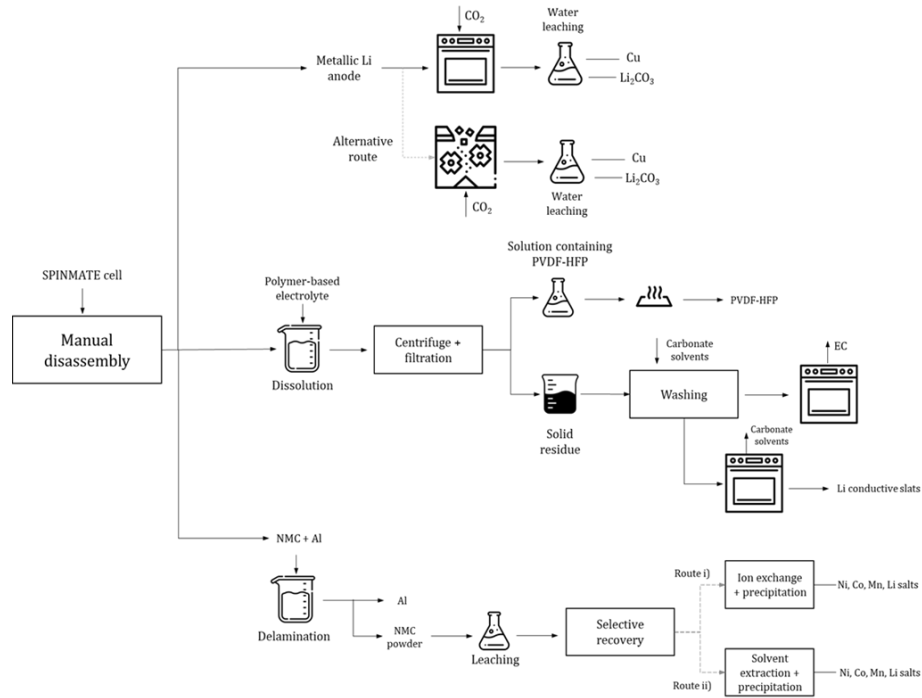 CO₂
Water
leaching
Metallic Li
anode
Cu
Li₂CO₃
Alternative
route
Cu
Li₂CO₃
CO₂
Water
leaching
SPINMATE cell
Manual
disassembly
Polymer-based
electrolyte
Dissolution
Centrifuge +
filtration
Solution containing
PVDF-HFP
PVDF-HFP
Solid
residue
Carbonate
solvents
Washing
EC
Carbonate
solvents
Li conductive slats
NMC + Al
Delamination
Al
NMC
powder
Leaching
Selective
recovery
Route i)
Ion exchange
+ precipitation
Ni, Co, Mn, Li salts
Route ii)
Solvent
extraction +
precipitation
Ni, Co, Mn, Li salts